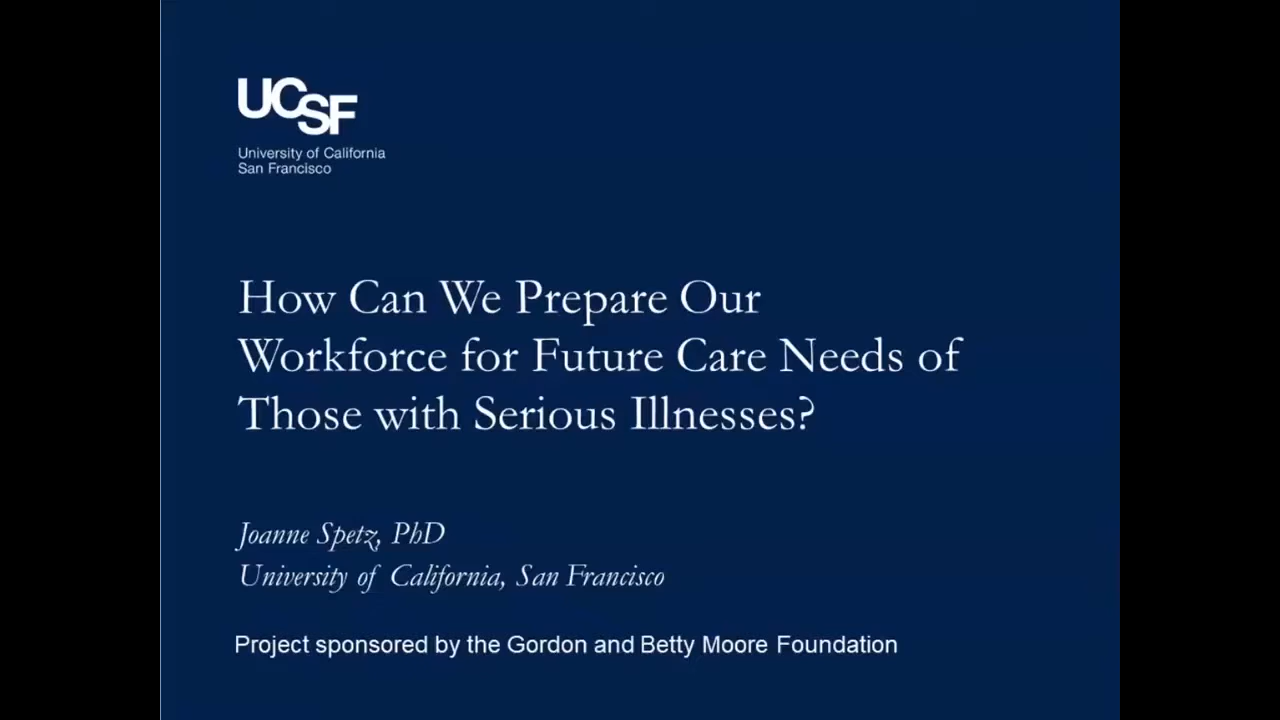 UCSF
University of California
San Francisco
How Can We Prepare Our
Workforce for Future Care Needs of
Those with Serious Illnesses?
Joanne Spetz, PhD
University of California, San Francisco
Project sponsored by the Gordon and Betty Moore Foundation